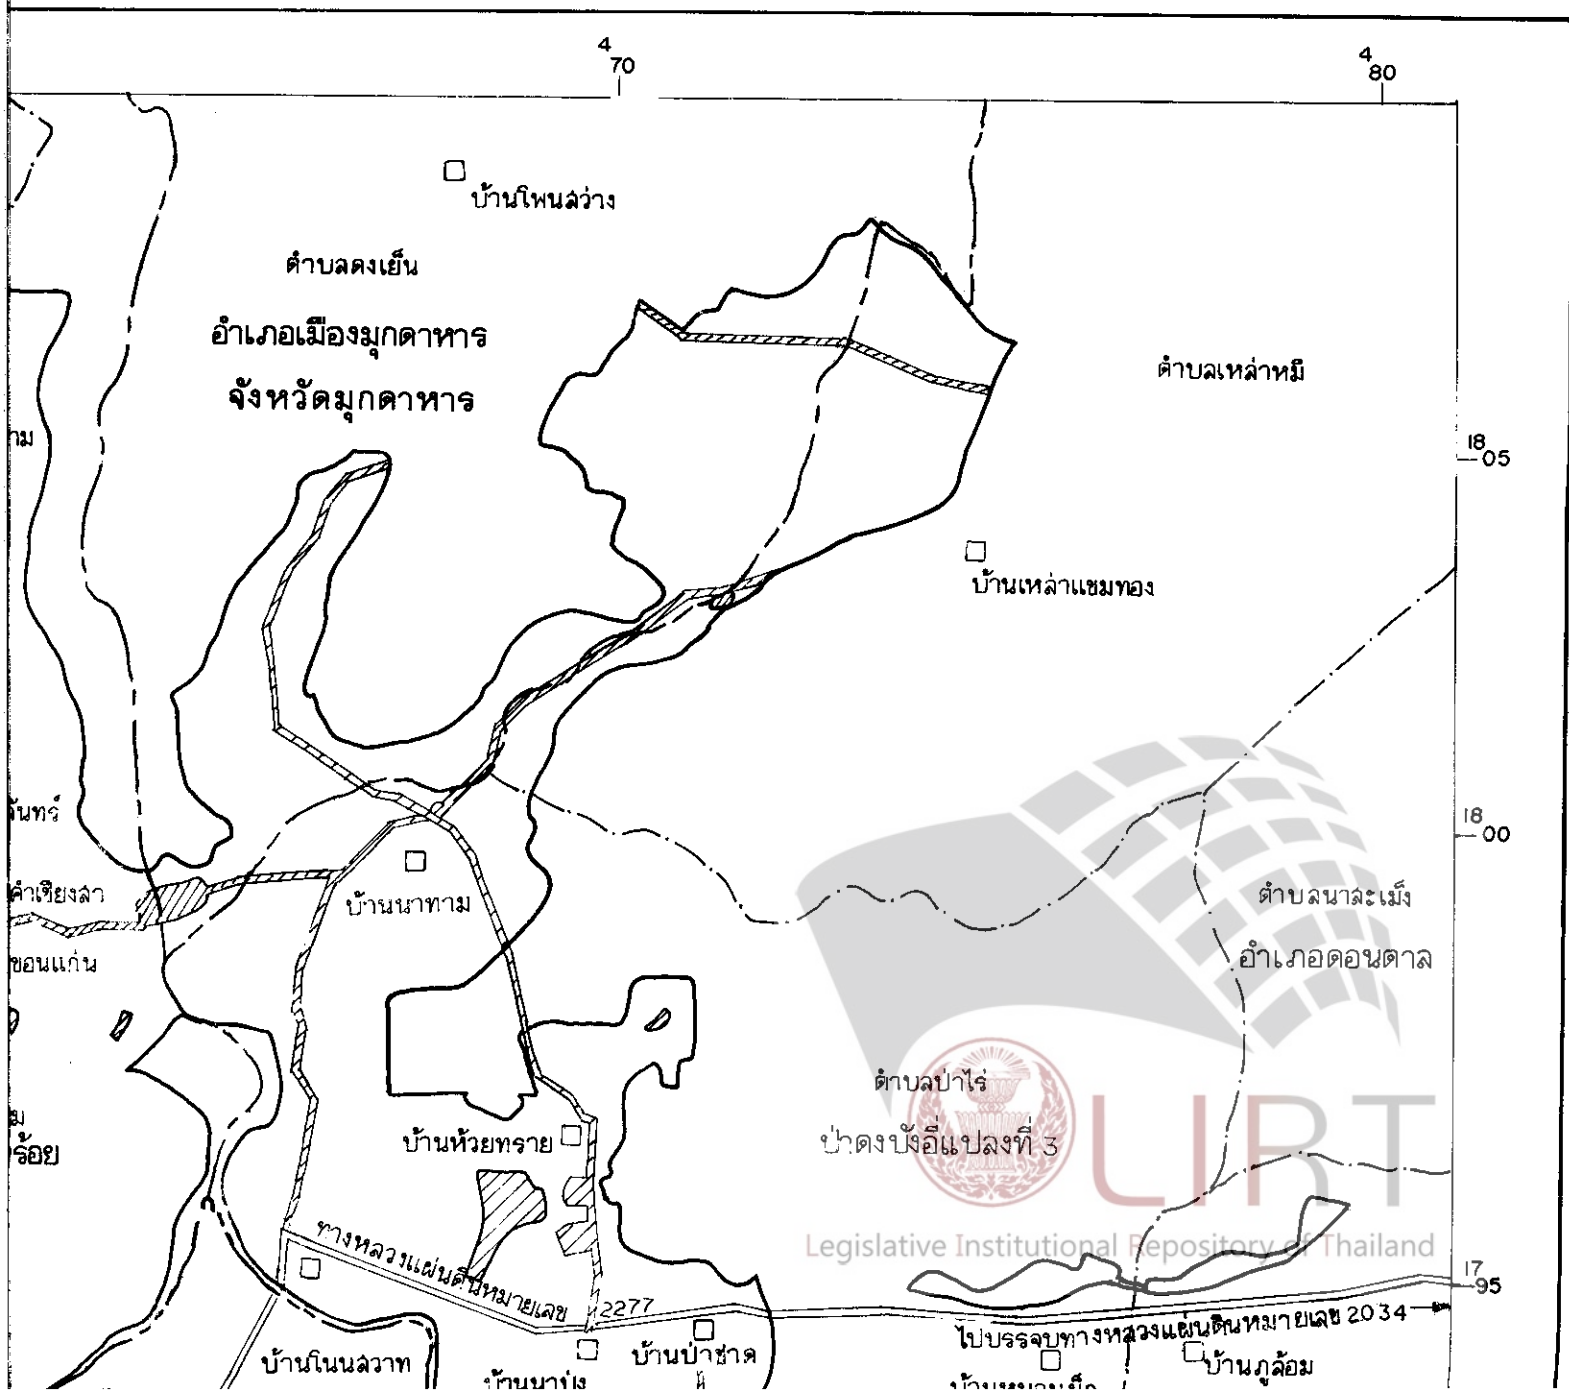 4
70
4
80
บ้านโพนสว่าง
ตำบลดงเย็น
อำเภอเมืองมุกดาหาร
จังหวัดมุกดาหาร
ตำบลเหล่าหมี
18
05
บ้านเหล่าแขมทอง
18
00
คำเชียงสา
บ้านนาทาม
ขอนแก่น
ตำบลนาสะเม็ง
อำเภอดอนตาล
ตำบลป่าไร่
ป่าดงบังอี่แปลงที่ 3
บ้านห้วยทราย
LIRT
Legislative Institutional Repository of Thailand
ทางหลวงแผ่นดินหมายเลข 2277
17
95
ไปบรรจบทางหลวงแผ่นดินหมายเลข 2034
บ้านโนนสวาท
บ้านป่าชาด
บ้านภูล้อม